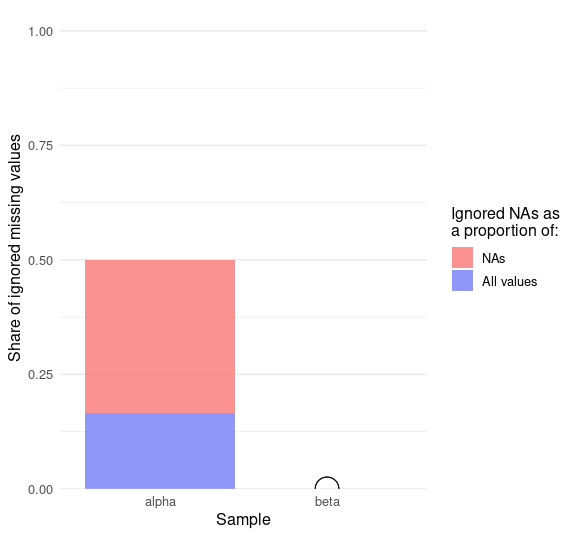 1.00
0.75
0.50
0.25
0.00
Share of ignored missing values
alpha
beta
Sample
Ignored NAs as
a proportion of:
NAs
All values